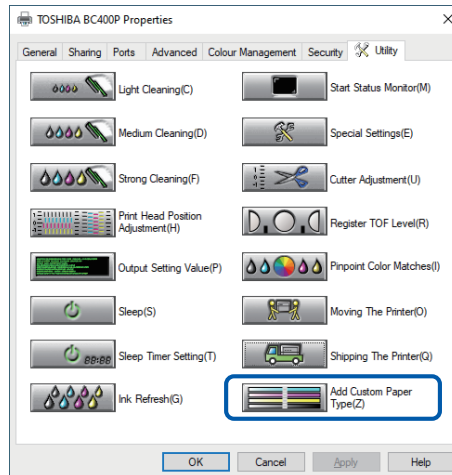 TOSHIBA BC400P Properties
General Sharing Ports Advanced Colour Management Security Utility
Light Cleaning(C)
Start Status Monitor(M)
Medium Cleaning(D)
Special Settings(E)
Strong Cleaning(F)
Cutter Adjustment(U)
Print Head Position
Adjustment(H)
Register TOF Level(R)
Output Setting Value(P)
Pinpoint Color Matches(I)
Sleep(S)
Moving The Printer(O)
88:88
Sleep Timer Setting(T)
Shipping The Printer(Q)
Ink Refresh(G)
Add Custom Paper
Type(Z)
OK Cancel Apply Help